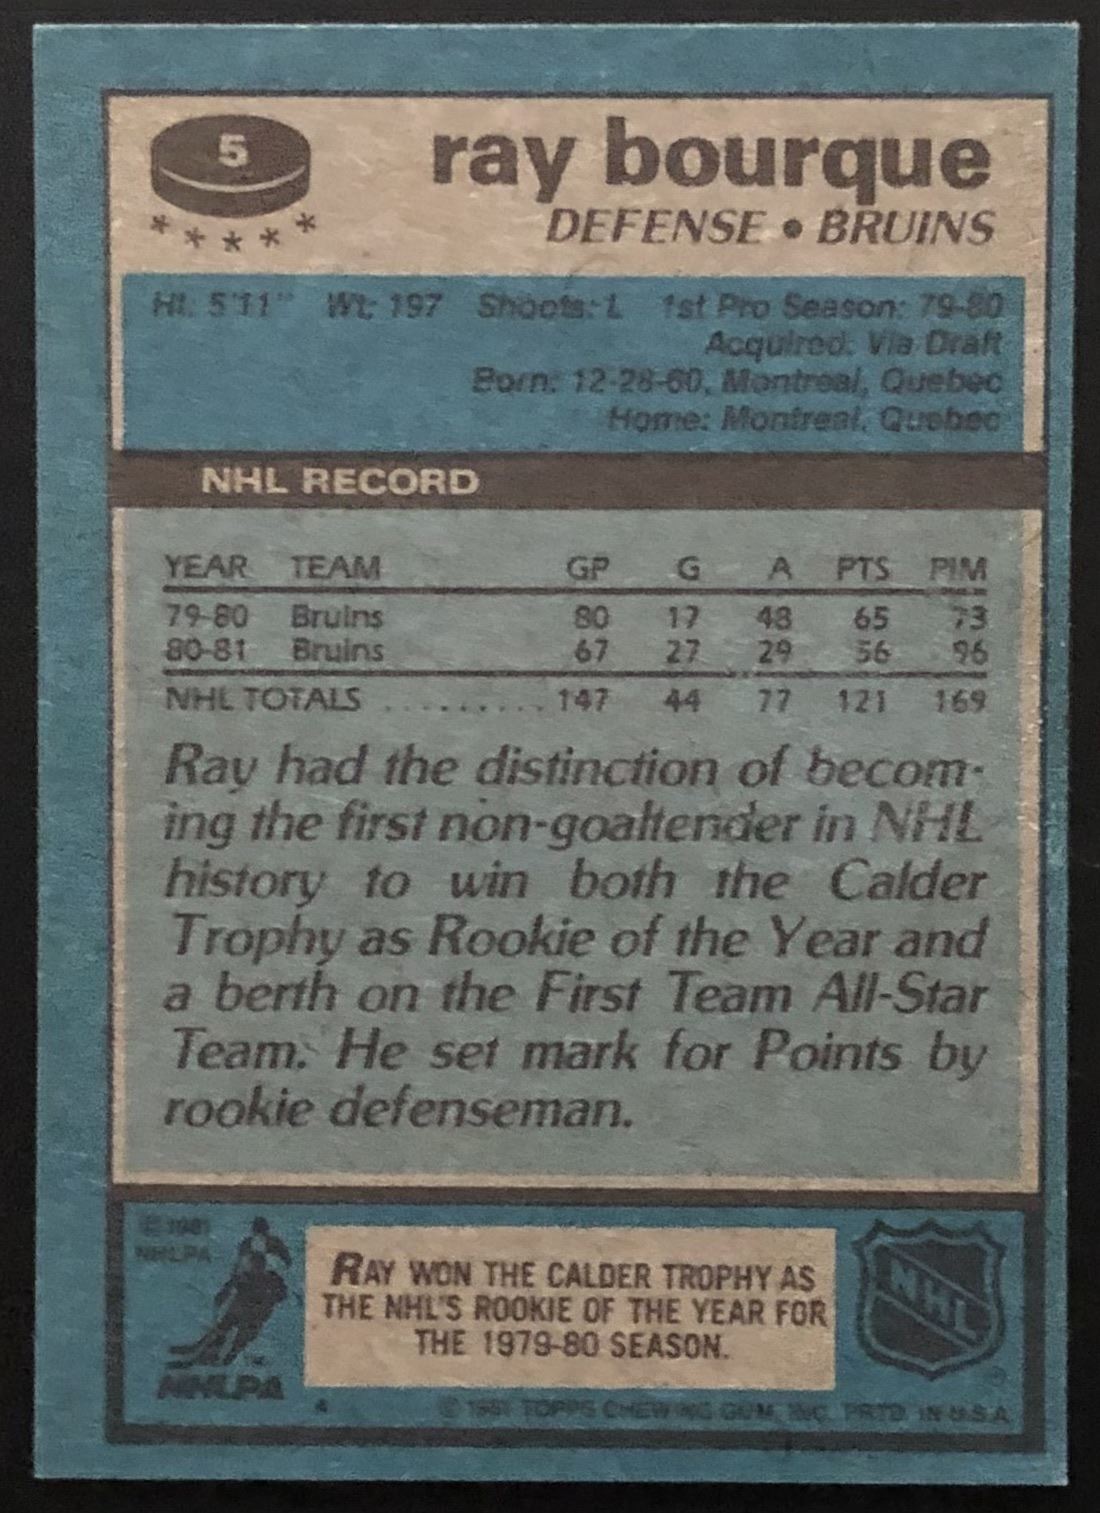 5
ray bourque
DEFENSE • BRUINS
* * * * *
Ht. 5'11" Wt: 197 Shoots: L 1st Pro Season: 79-80
Acquired: Via Draft
Born: 12-28-60, Montreal, Quebec
Home: Montreal, Quebec
NHL RECORD
YEAR TEAM GP G A PTS PIM
79-80 Bruins 80 17 48 65 73
80-81 Bruins 67 27 29 56 96
NHL TOTALS .......... 147 44 77 121 169
Ray had the distinction of becom-
ing the first non-goaltender in NHL
history to win both the Calder
Trophy as Rookie of the Year and
a berth on the First Team All-Star
Team. He set mark for Points by
rookie defenseman.
© 1981
NHLPA
RAY WON THE CALDER TROPHY AS
THE NHL'S ROOKIE OF THE YEAR FOR
THE 1979-80 SEASON.
NHL
®
TM
NHLPA
© 1981 TOPPS CHEWING GUM, INC. PRTD. IN U.S.A.